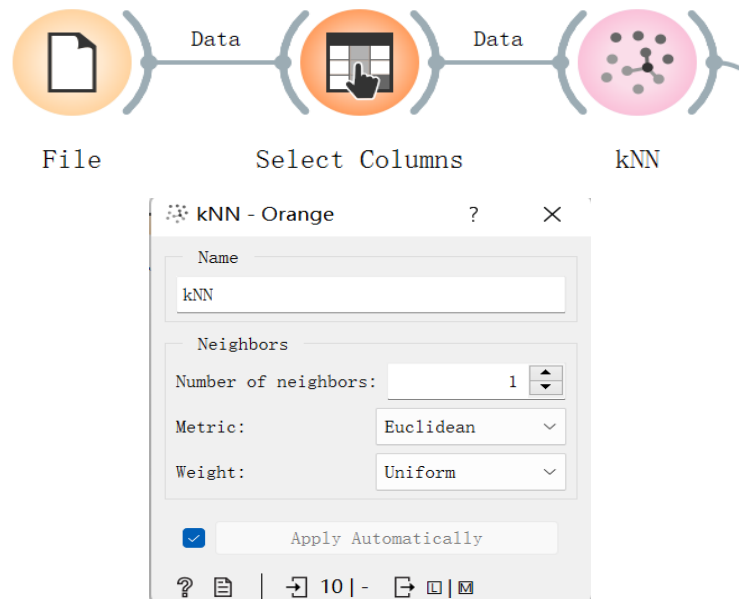 Data Data
File Select Columns kNN
kNN - Orange ?
Name
kNN
Neighbors
Number of neighbors: 1
Metric: Euclidean
Weight: Uniform
Apply Automatically
? 10 | - L | M